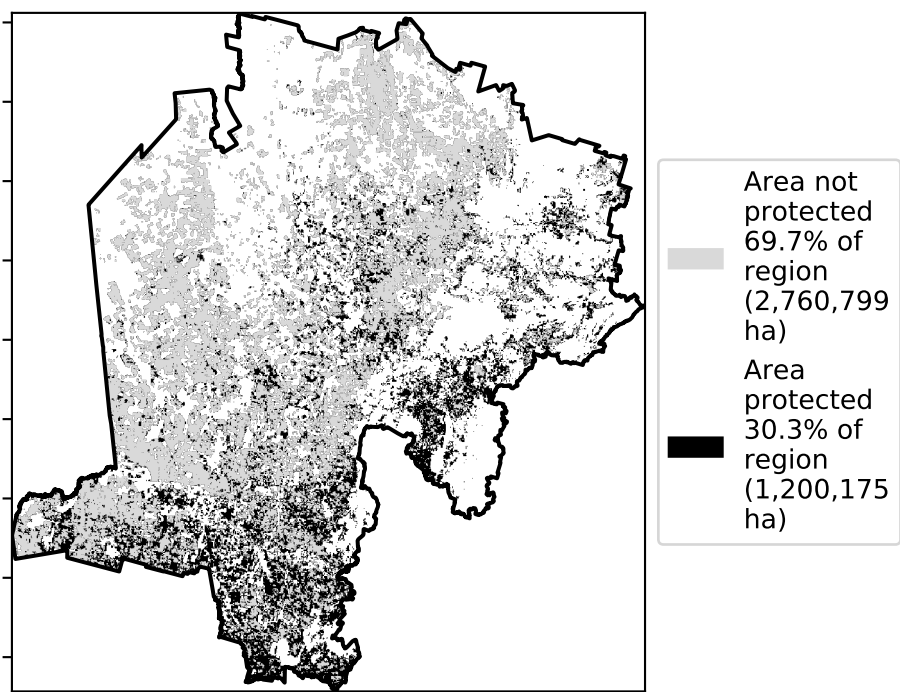 Area not
protected
69.7% of
region
(2,760,799
ha)
Area
protected
30.3% of
region
(1,200,175
ha)